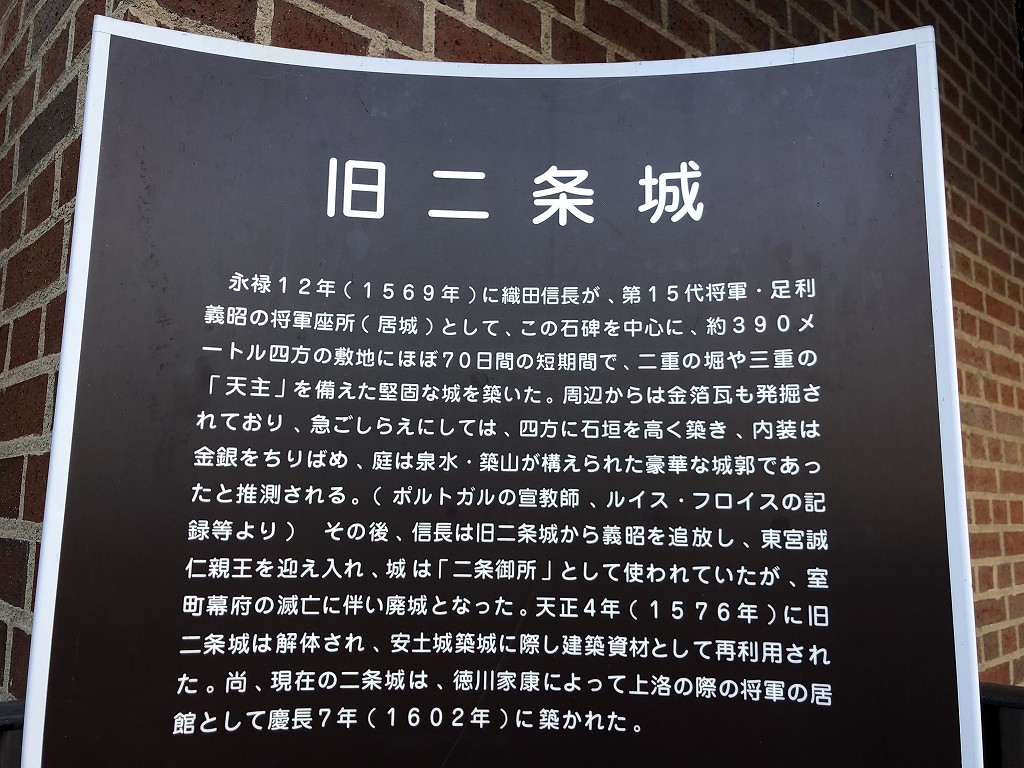 旧二条城
永禄１２年（１５６９年）に織田信長が、第１５代将軍・足利
義昭の将軍座所（居城）として、この石碑を中心に、約３９０メ
ートル四方の敷地にほぼ７０日間の短期間で、二重の堀や三重の
「天主」を備えた堅固な城を築いた。周辺からは金箔瓦も発掘さ
れており、急ごしらえにしては、四方に石垣を高く築き、内装は
金銀をちりばめ、庭は泉水・築山が構えられた豪華な城郭であっ
たと推測される。（ポルトガルの宣教師、ルイス・フロイスの記
録等より）　その後、信長は旧二条城から義昭を追放し、東宮誠
仁親王を迎え入れ、城は「二条御所」として使われていたが、室
町幕府の滅亡に伴い廃城となった。天正４年（１５７６年）に旧
二条城は解体され、安土城築城に際し建築資材として再利用され
た。尚、現在の二条城は、徳川家康によって上洛の際の将軍の居
館として慶長７年（１６０２年）に築かれた。